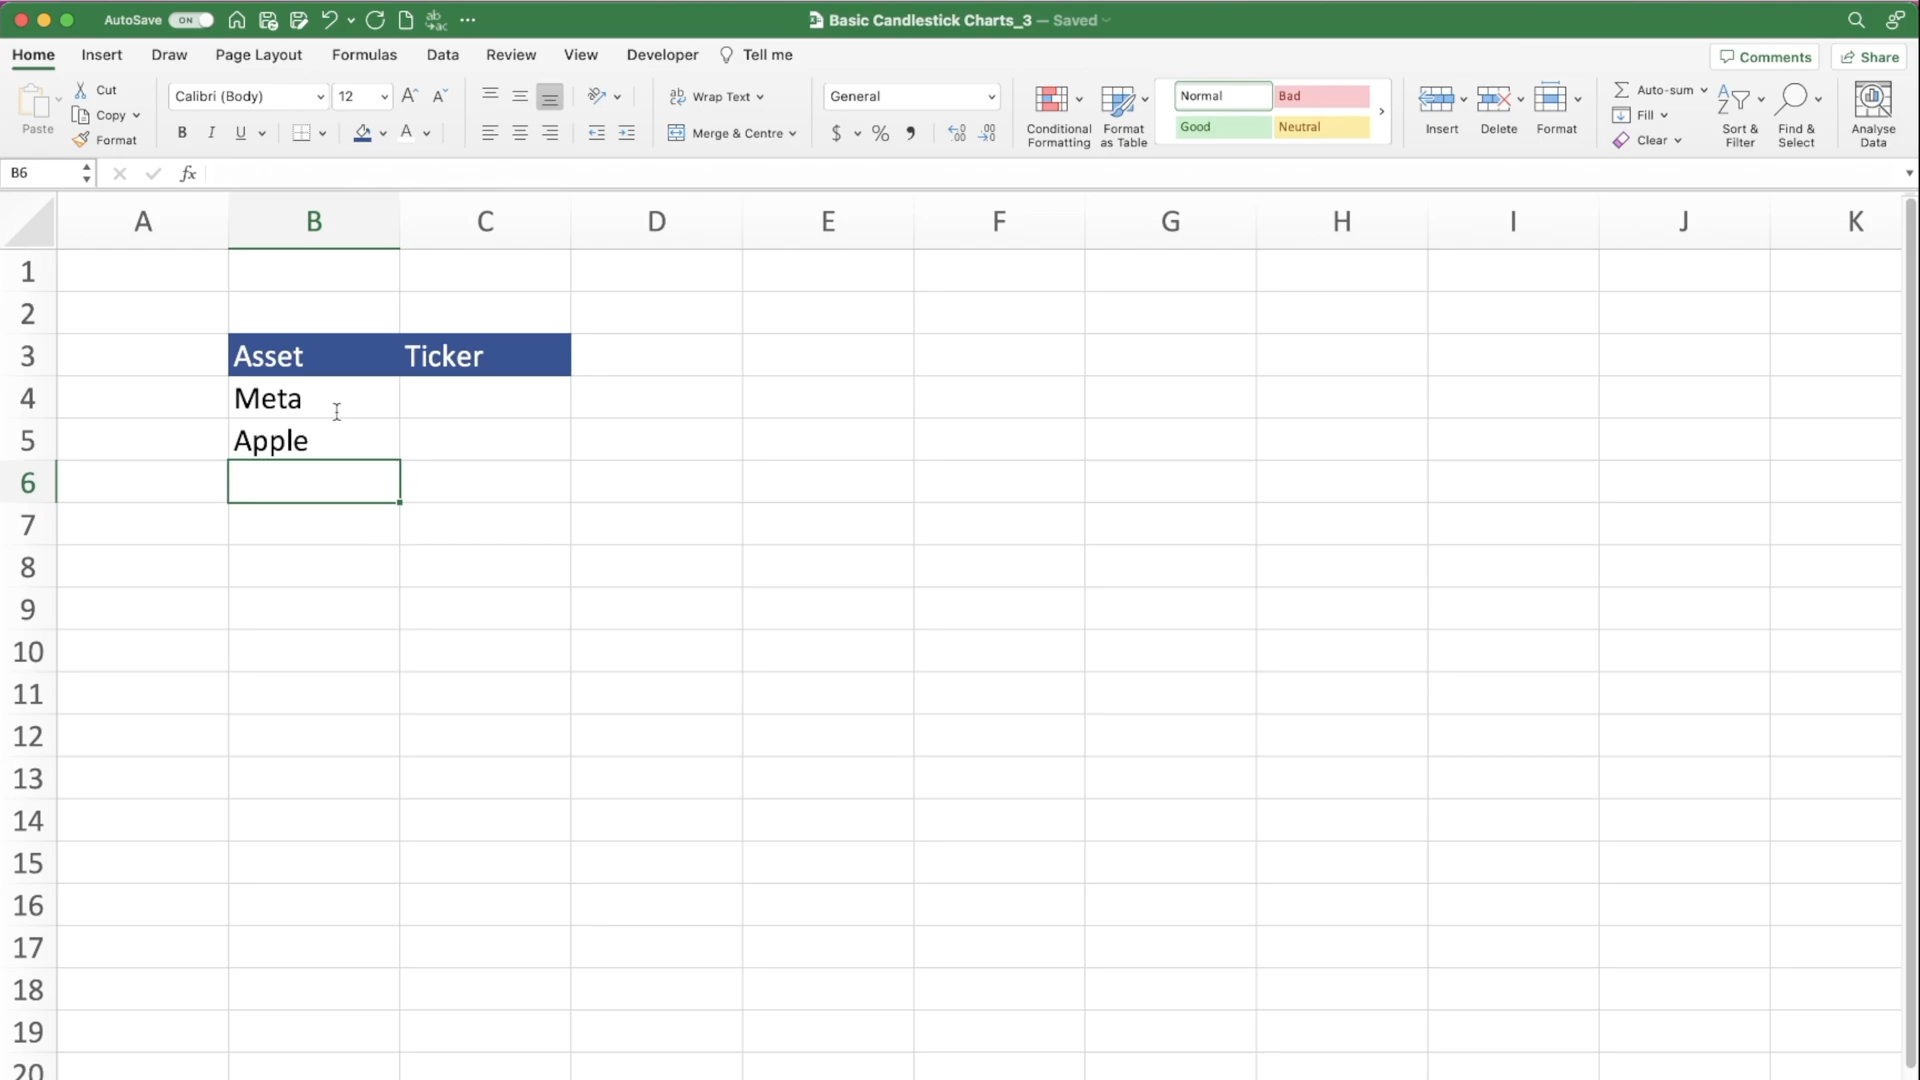 AutoSave ON Basic Candlestick Charts_3 — Saved
Home Insert Draw Page Layout Formulas Data Review View Developer Tell me Comments Share
Paste Cut Copy Format
Calibri (Body) 12
B I U
Wrap Text
Merge & Centre
General
$ % 9
Conditional Formatting
Format as Table
Normal Bad
Good Neutral
Insert Delete Format
Auto-sum
Fill
Clear
Sort & Filter
Find & Select
Analyse Data
B6 fx
A B C D E F G H I J K
1
2
3 Asset Ticker
4 Meta
5 Apple
6
7
8
9
10
11
12
13
14
15
16
17
18
19
20